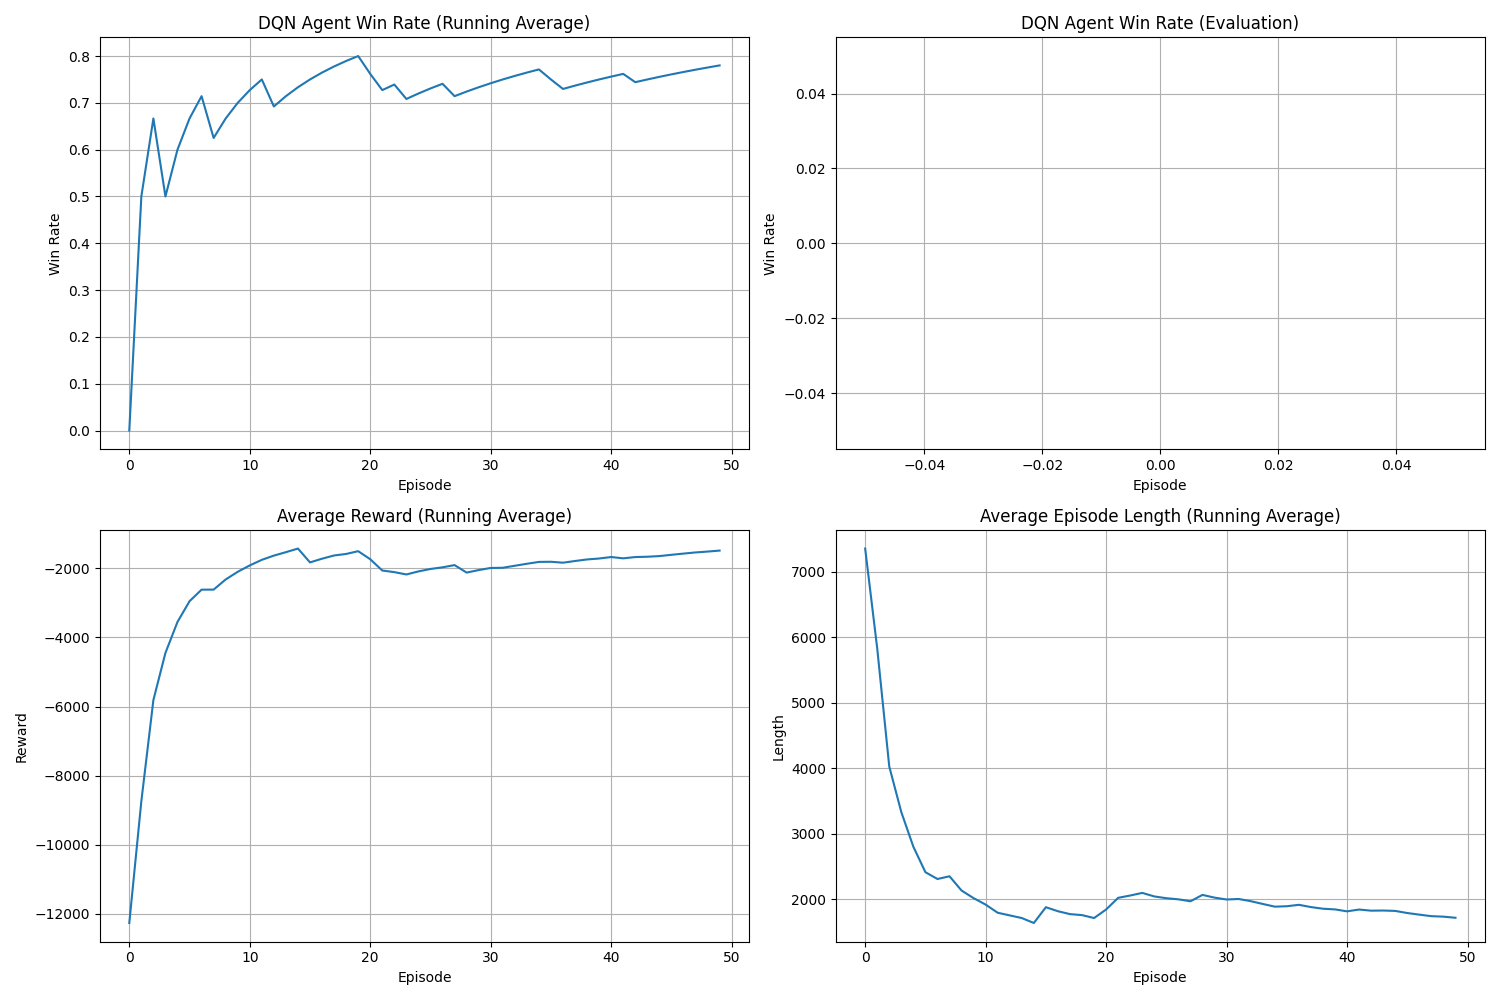 DQN Agent Win Rate (Running Average)
Win Rate
0.8
0.7
0.6
0.5
0.4
0.3
0.2
0.1
0.0
0 10 20 30 40 50
Episode
DQN Agent Win Rate (Evaluation)
Win Rate
0.04
0.02
0.00
−0.02
−0.04
−0.04 −0.02 0.00 0.02 0.04
Episode
Average Reward (Running Average)
Reward
−2000
−4000
−6000
−8000
−10000
−12000
0 10 20 30 40 50
Episode
Average Episode Length (Running Average)
Length
7000
6000
5000
4000
3000
2000
0 10 20 30 40 50
Episode